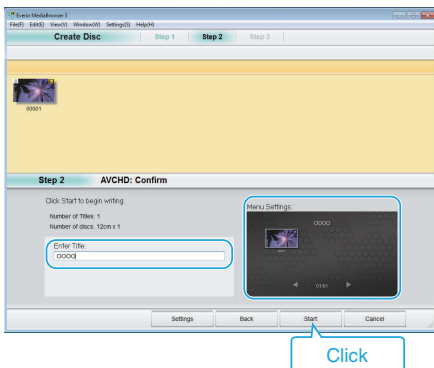 Everio MediaBrowser 3
File(F) Edit(E) View(V) Window(W) Settings(S) Help(H)
Create Disc Step 1 Step 2 Step 3
00001
Step 2 AVCHD: Confirm
Click Start to begin writing.
Number of Titles: 1
Number of discs: 12cm x 1
Enter Title:
0000
Menu Settings:
0000
01/01
Settings Back Start Cancel
Click